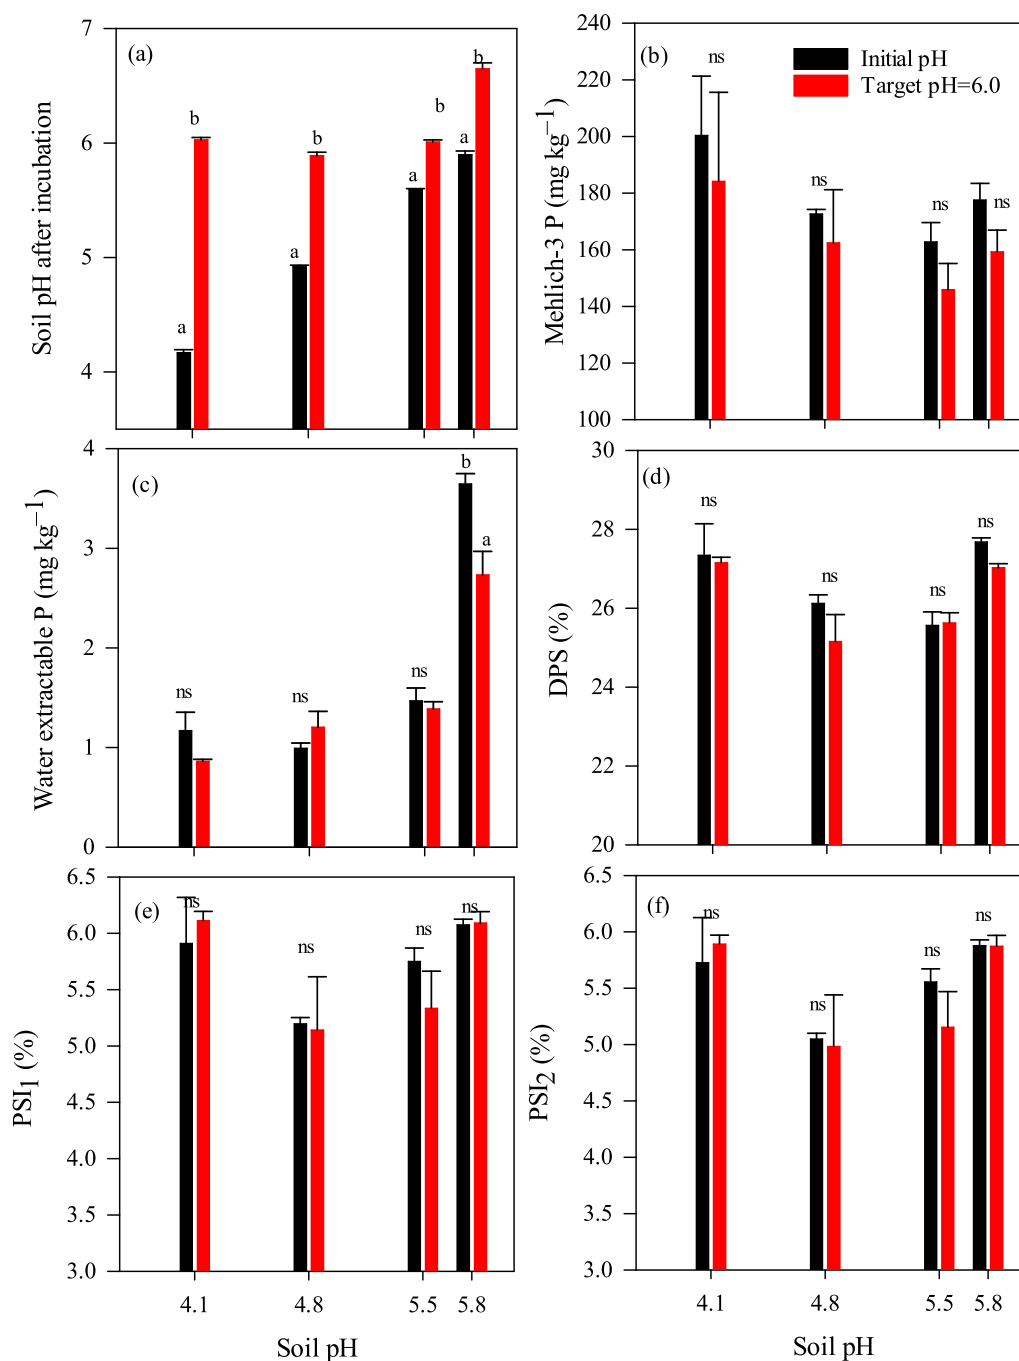 (a)
Soil pH after incubation
7
6
5
4
a
b
a
b
a
b
a
b
(b)
Initial pH
Target pH=6.0
Mehlich-3 P (mg kg−1)
240
220
200
180
160
140
120
100
ns
ns
ns
ns
(c)
Water extractable P (mg kg−1)
4
3
2
1
0
ns
ns
ns
b
a
(d)
DPS (%)
30
28
26
24
22
20
ns
ns
ns
ns
(e)
PSI1 (%)
6.5
6.0
5.5
5.0
4.5
4.0
3.5
3.0
ns
ns
ns
ns
4.1
4.8
5.5
5.8
Soil pH
(f)
PSI2 (%)
6.5
6.0
5.5
5.0
4.5
4.0
3.5
3.0
ns
ns
ns
ns
4.1
4.8
5.5
5.8
Soil pH